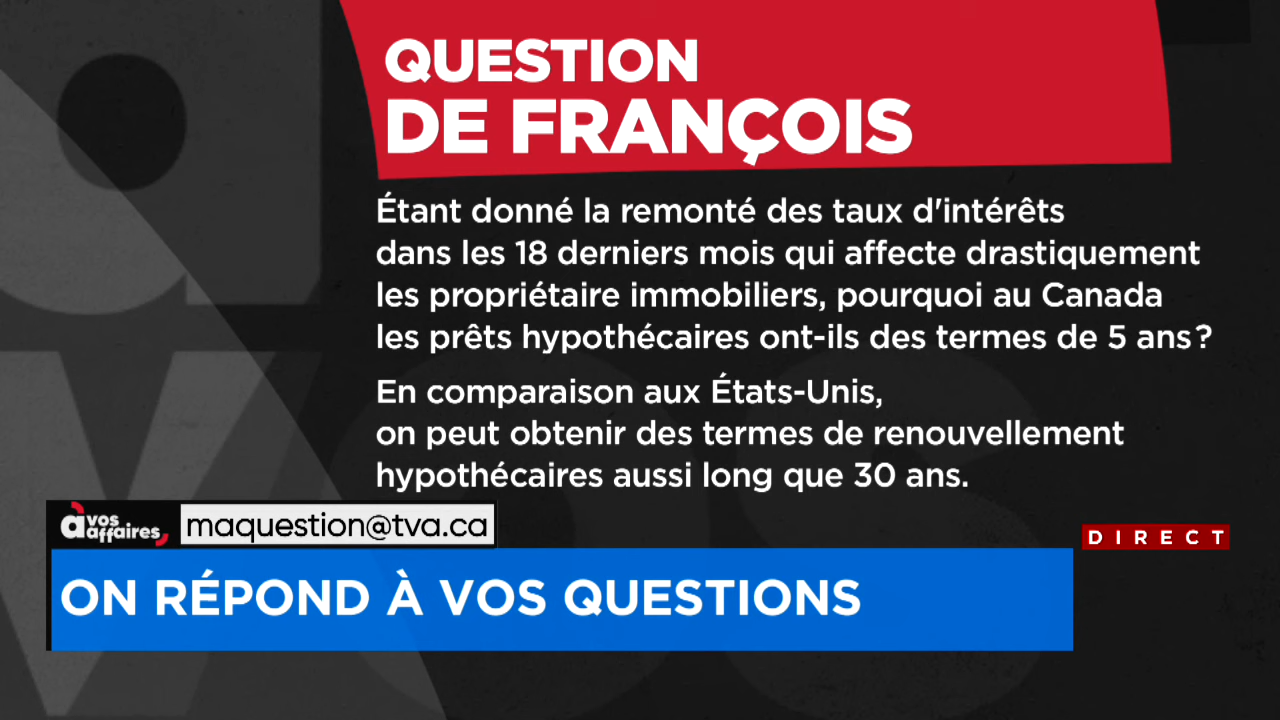 QUESTION
DE FRANÇOIS
Étant donné la remonté des taux d'intérêts
dans les 18 derniers mois qui affecte drastiquement
les propriétaire immobiliers, pourquoi au Canada
les prêts hypothécaires ont-ils des termes de 5 ans?
En comparaison aux États-Unis,
on peut obtenir des termes de renouvellement
hypothécaires aussi long que 30 ans.
à vos affaires
maquestion@tva.ca
DIRECT
ON RÉPOND À VOS QUESTIONS